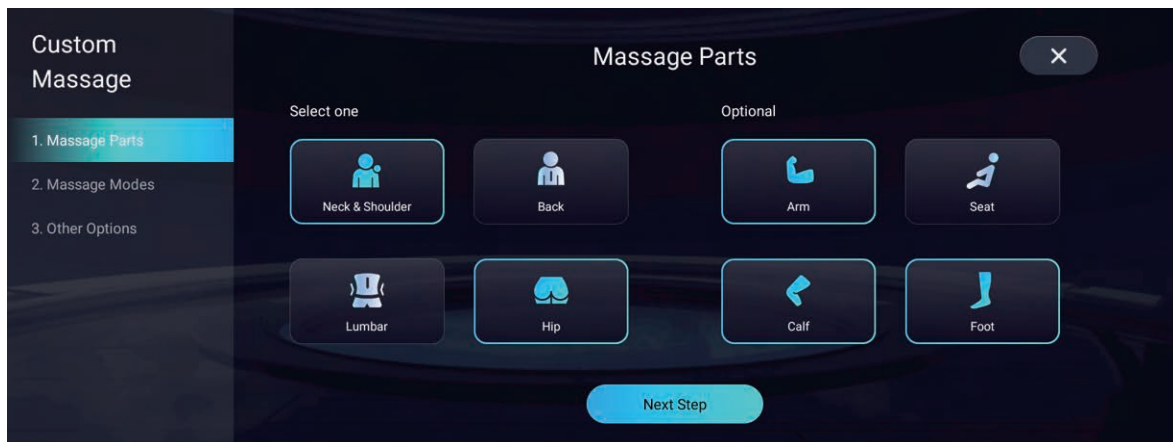 Custom
Massage
1. Massage Parts
2. Massage Modes
3. Other Options
Massage Parts
Select one
Optional
Neck & Shoulder
Back
Arm
Seat
Lumbar
Hip
Calf
Foot
Next Step